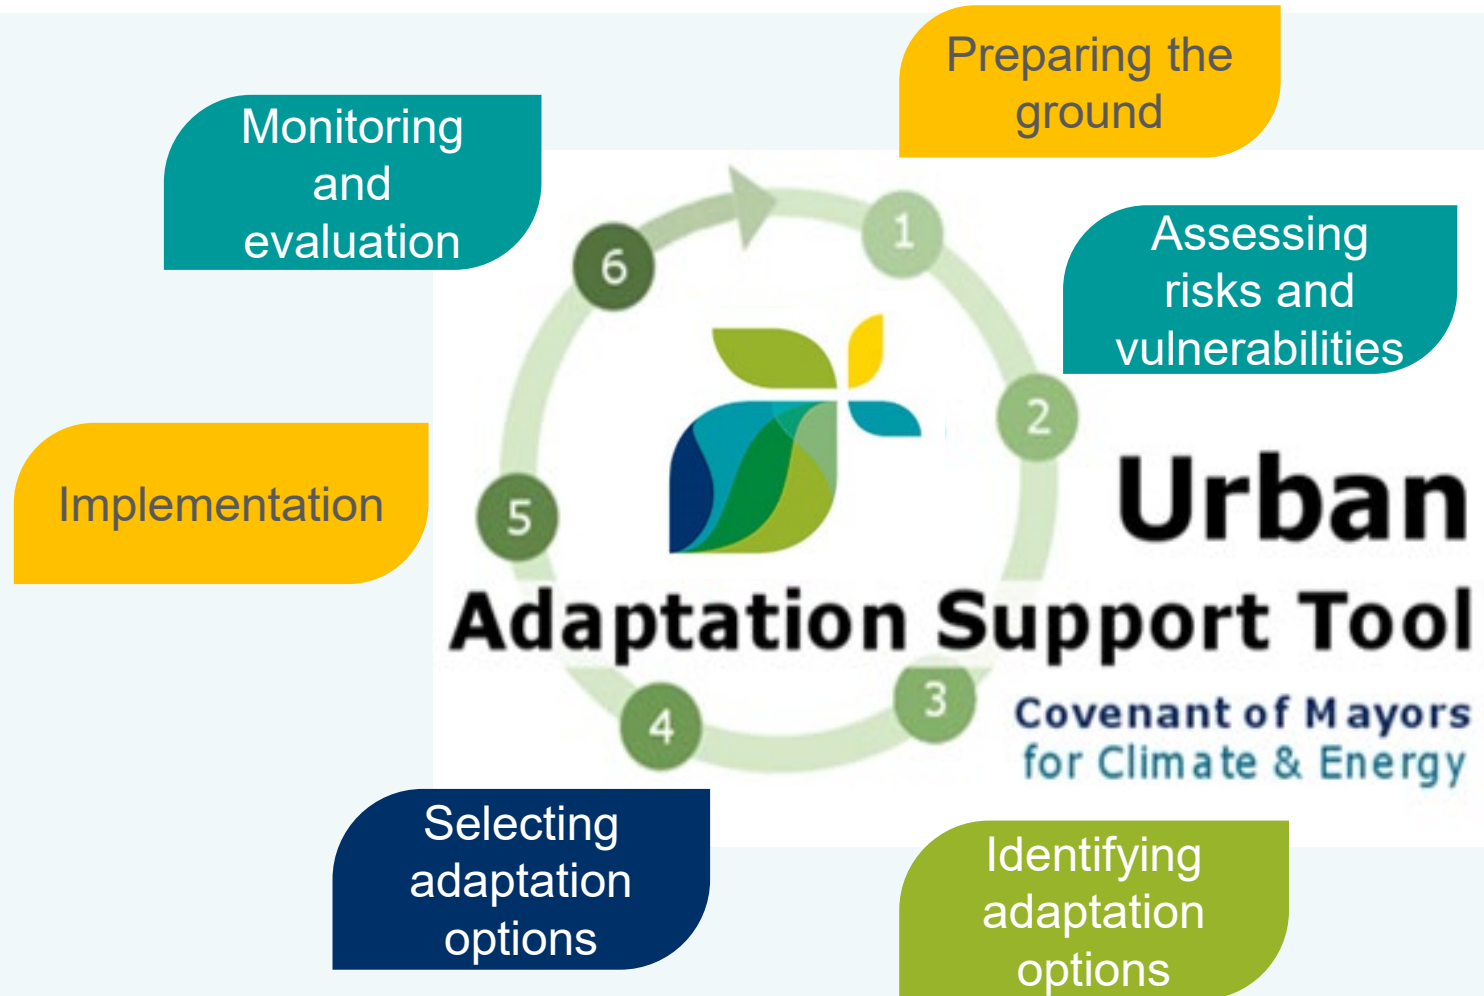 Preparing the
ground
Monitoring
and
evaluation
1
6
Assessing
risks and
vulnerabilities
2
Urban
Implementation
5
Adaptation Support Tool
3
4
Covenant of Mayors
for Climate & Energy
Selecting
adaptation
options
Identifying
adaptation
options